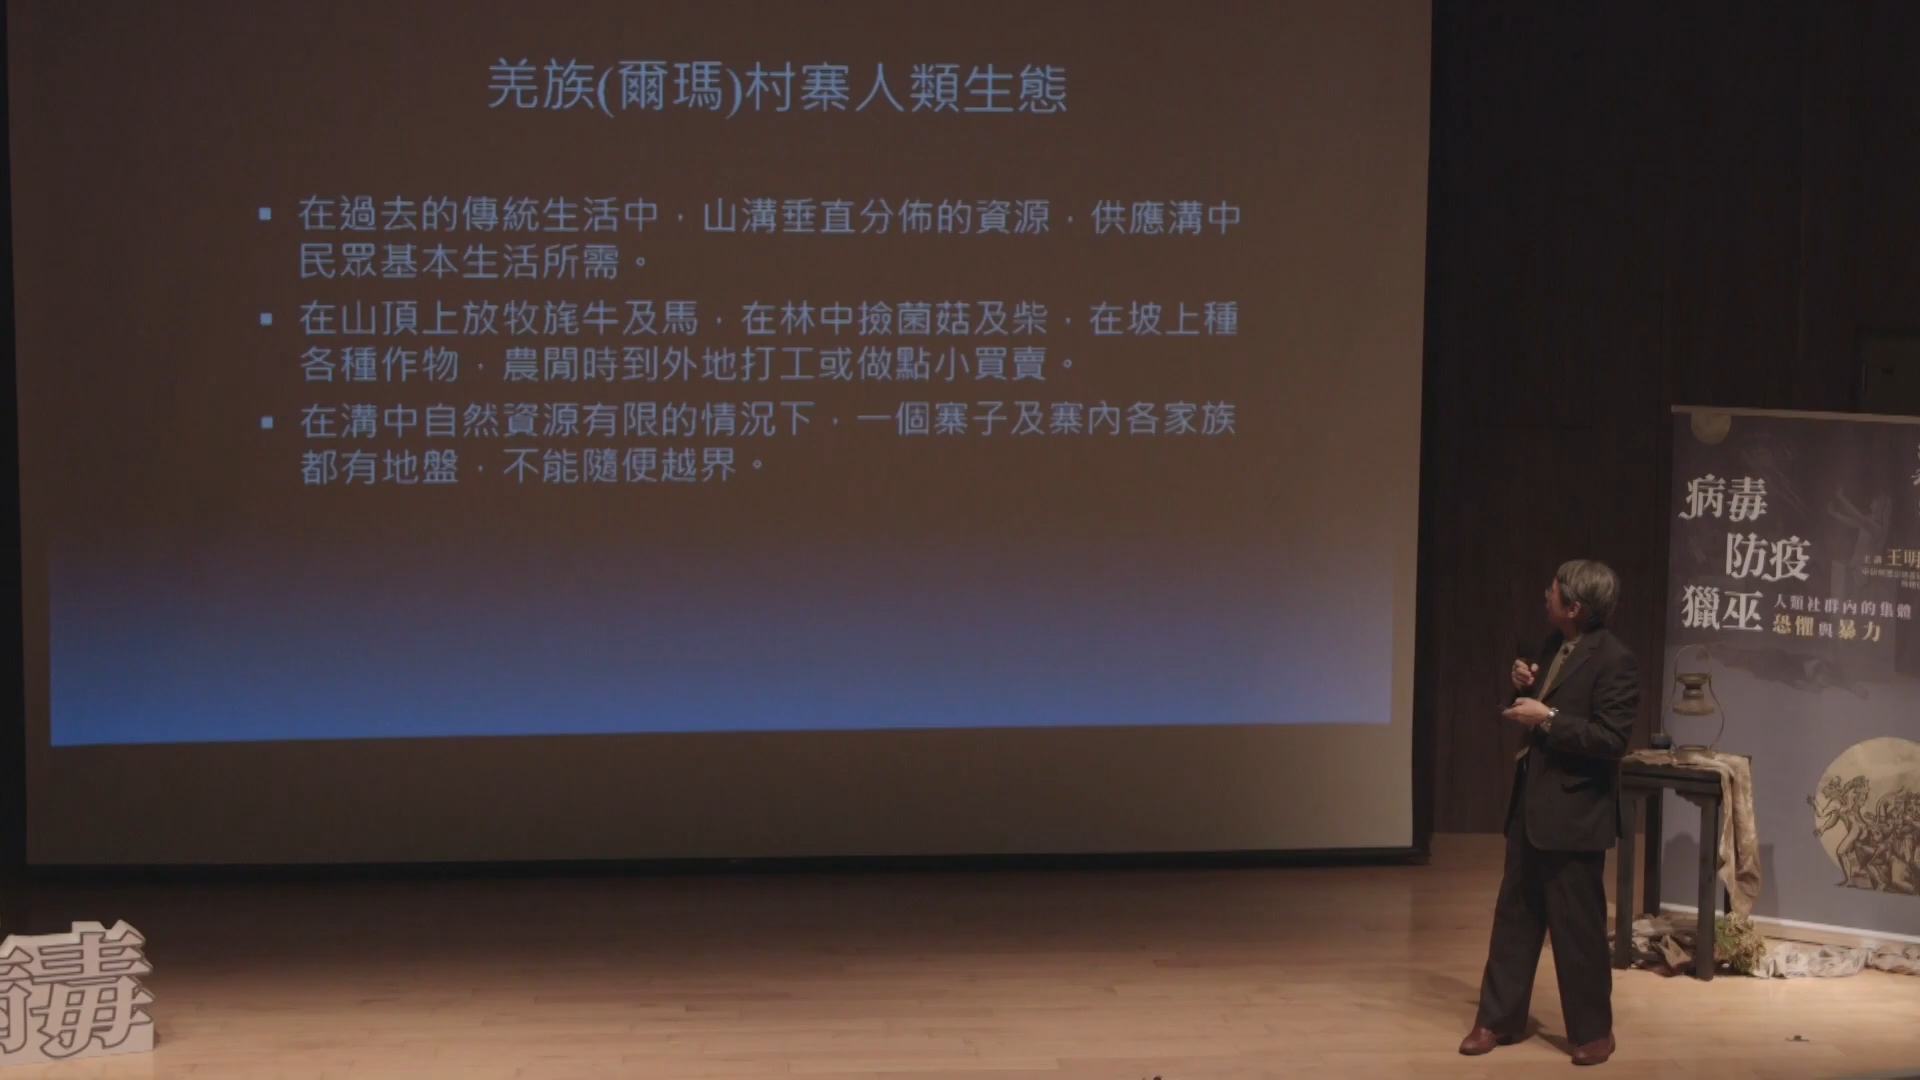 羌族(爾瑪)村寨人類生態
▪ 在過去的傳統生活中，山溝垂直分佈的資源，供應溝中
民眾基本生活所需。
▪ 在山頂上放牧旄牛及馬，在林中撿菌菇及柴，在坡上種
各種作物，農閒時到外地打工或做點小買賣。
▪ 在溝中自然資源有限的情況下，一個寨子及寨內各家族
都有地盤，不能隨便越界。
病毒
防疫
獵巫
主講 王明
人類社群內的集體
恐懼與暴力
病毒